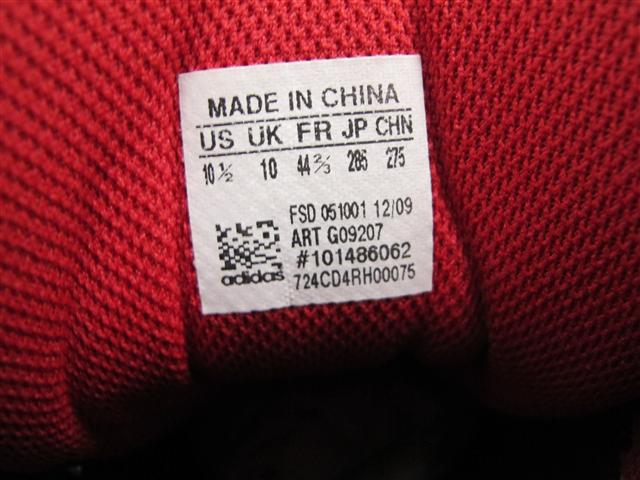 MADE IN CHINA
US UK FR JP CHN
10½ 10 44⅔ 285 275
FSD 051001 12/09
ART G09207
#101486062
adidas
724CD4RH00075